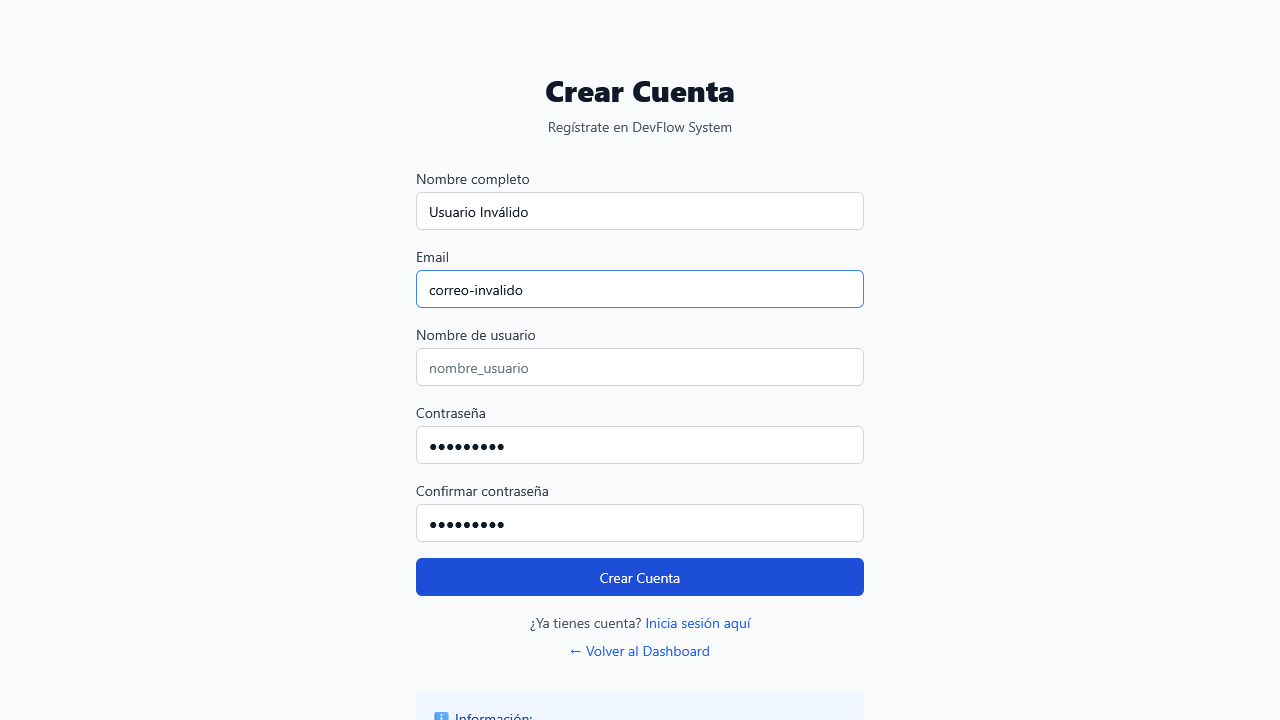 Crear Cuenta
Regístrate en DevFlow System
Nombre completo
Usuario Inválido
Email
correo-invalido
Nombre de usuario
nombre_usuario
Contraseña
●●●●●●●●●
Confirmar contraseña
●●●●●●●●●
Crear Cuenta
¿Ya tienes cuenta? Inicia sesión aquí
← Volver al Dashboard
ℹ️ Información: